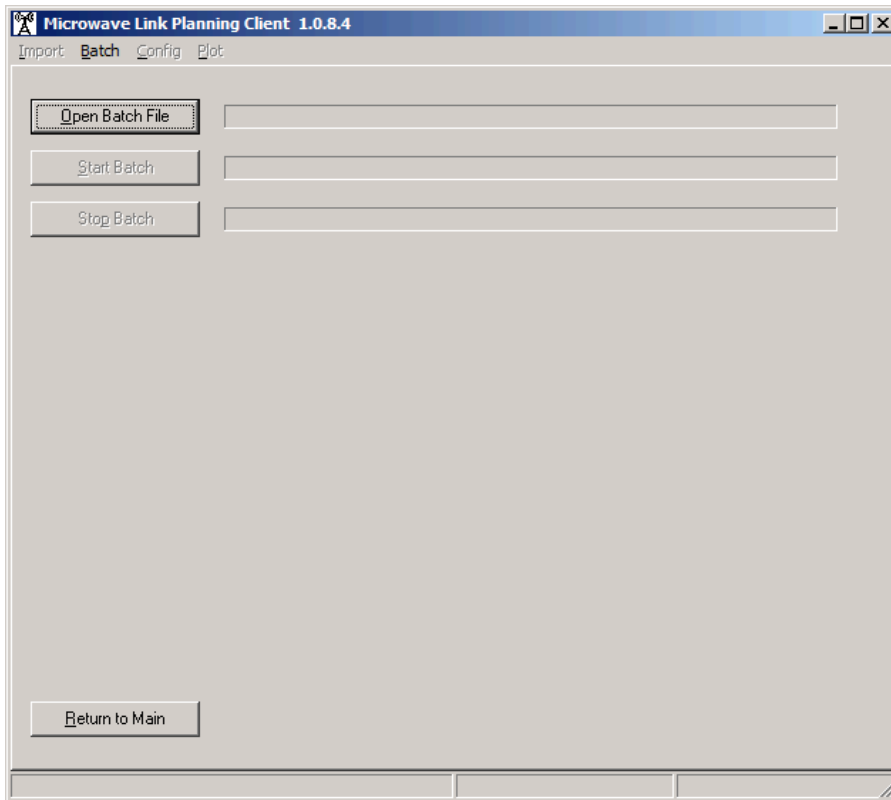 Microwave Link Planning Client 1.0.8.4
Import Batch Config Plot
Open Batch File
Start Batch
Stop Batch
Return to Main